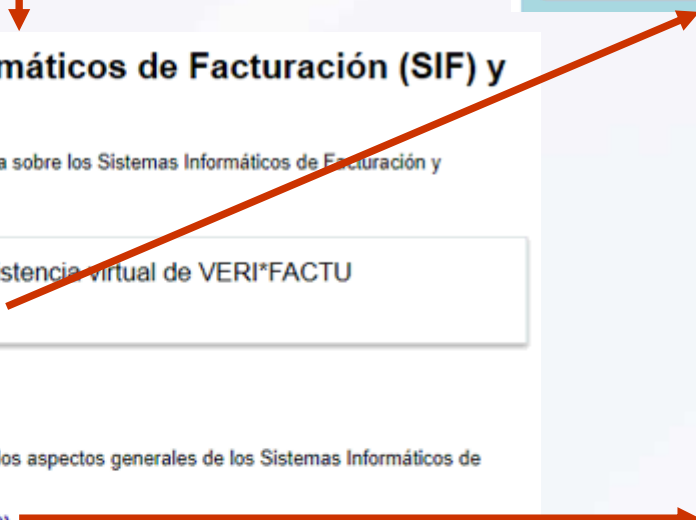 máticos de Facturación (SIF) y
a sobre los Sistemas Informáticos de Facturación y
stencia virtual de VERI*FACTU
los aspectos generales de los Sistemas Informáticos de